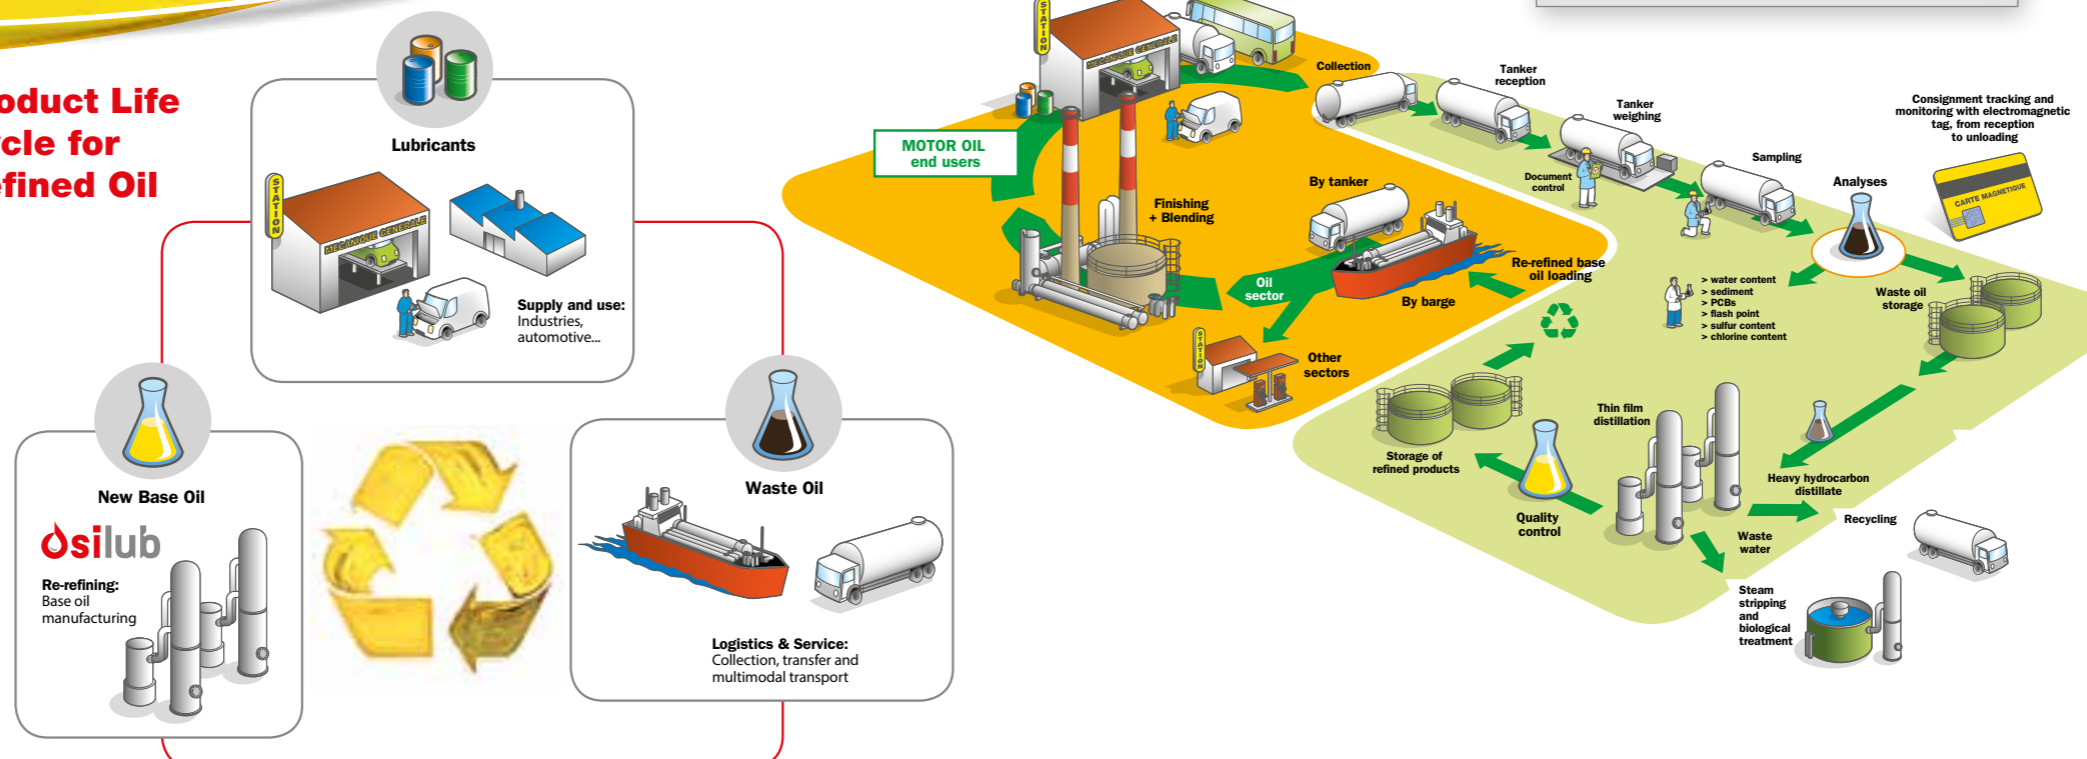 oduct Life
cle for
fined Oil
Lubricants
STATION
MECANIQUE GENERALE
Supply and use:
Industries,
automotive...
New Base Oil
Osilub
Re-refining:
Base oil
manufacturing
Waste Oil
Logistics & Service:
Collection, transfer and
multimodal transport
STATION
MECANIQUE GENERALE
MOTOR OIL
end users
Finishing
+ Blending
By tanker
By barge
Oil
sector
Other
sectors
STATION
Re-refined base
oil loading
Collection
Tanker
reception
Tanker
weighing
Document
control
Sampling
Analyses
Consignment tracking and
monitoring with electromagnetic
tag, from reception
to unloading
CARTE MAGNETIQUE
> water content
> sediment
> PCBs
> flash point
> sulfur content
> chlorine content
Waste oil
storage
Thin film
distillation
Heavy hydrocarbon
distillate
Recycling
Waste
water
Steam
stripping
and
biological
treatment
Quality
control
Storage of
refined products